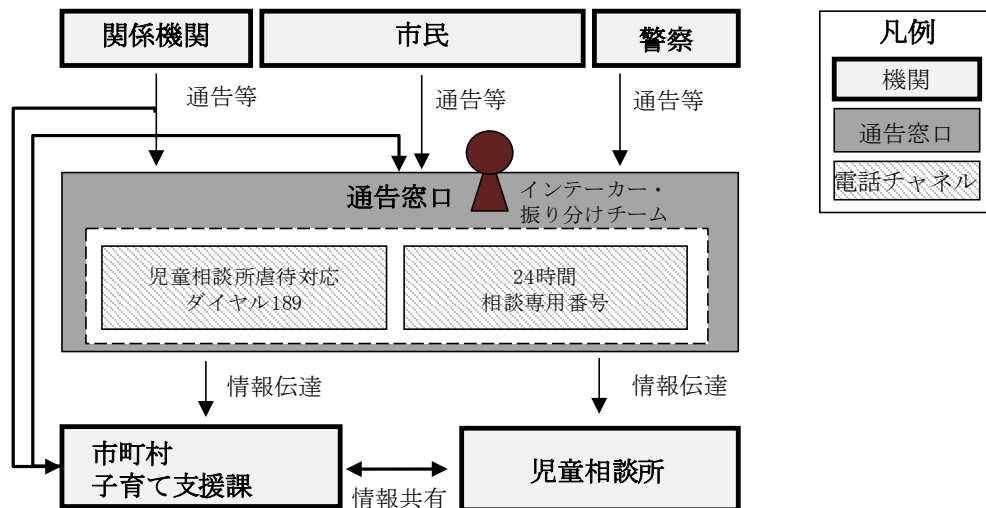 関係機関
市民
警察
通告等
通告等
通告等
通告窓口
インテーカー・
振り分けチーム
児童相談所虐待対応
ダイヤル189
24時間
相談専用番号
情報伝達
情報伝達
市町村
子育て支援課
情報共有
児童相談所
凡例
機関
通告窓口
電話チャネル